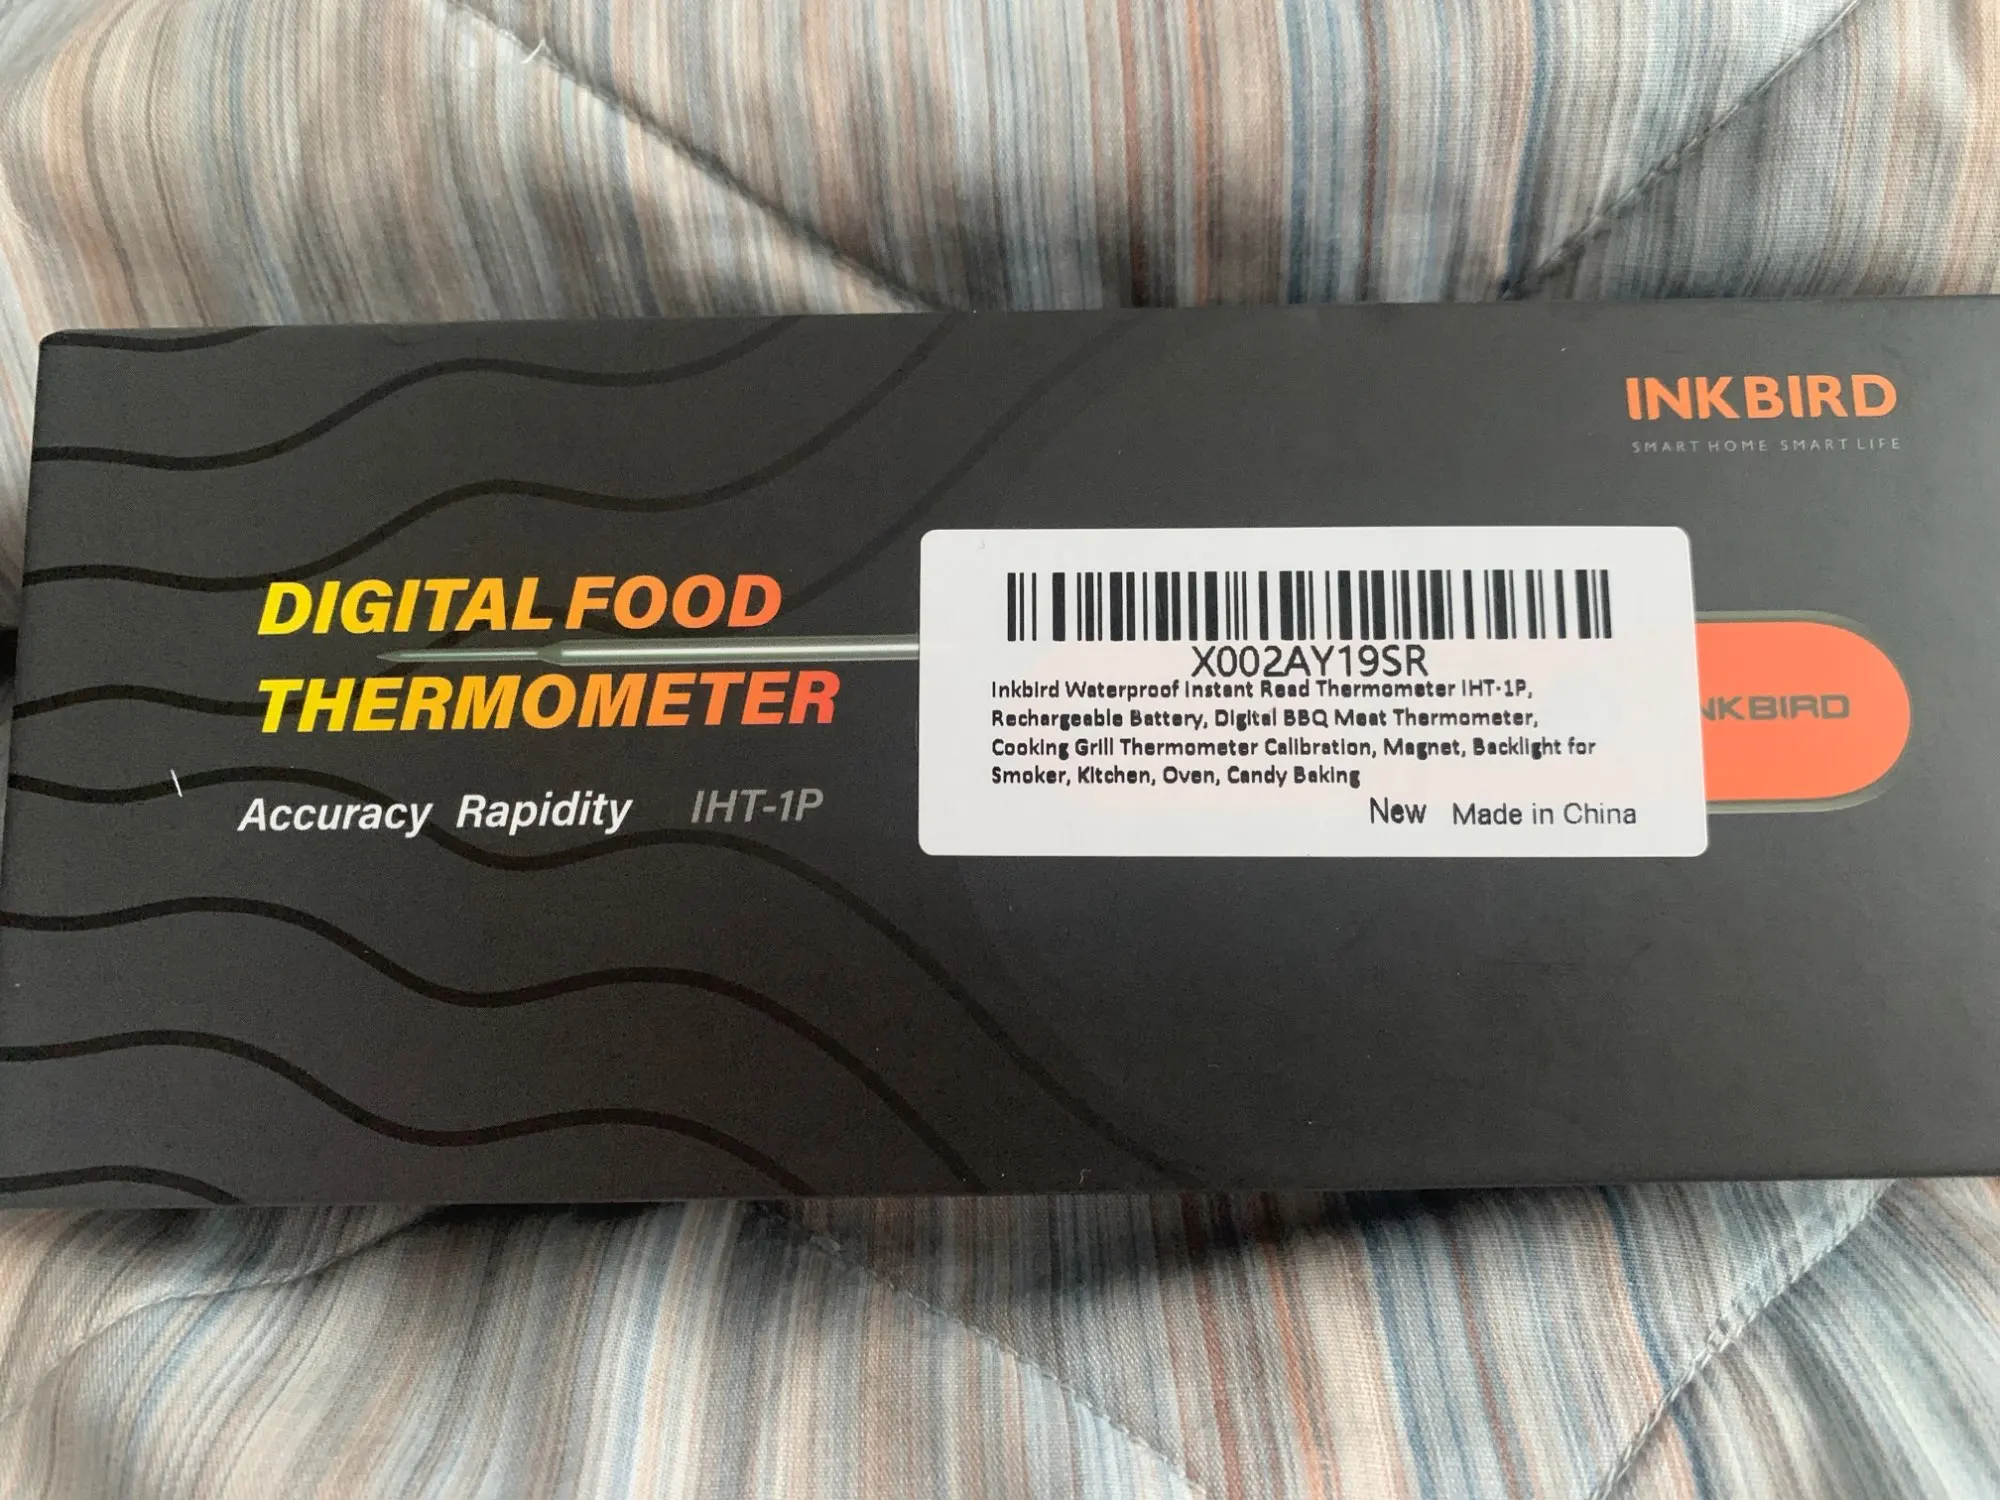 INKBIRD
SMART HOME SMART LIFE
DIGITAL FOOD
THERMOMETER
Accuracy Rapidity IHT-1P
X002AY19SR
Inkbird Waterproof Instant Read Thermometer IHT-1P,
Rechargeable Battery, Digital BBQ Meat Thermometer,
Cooking Grill Thermometer Calibration, Magnet, Backlight for
Smoker, Kitchen, Oven, Candy Baking
New Made in China
NKBIRD